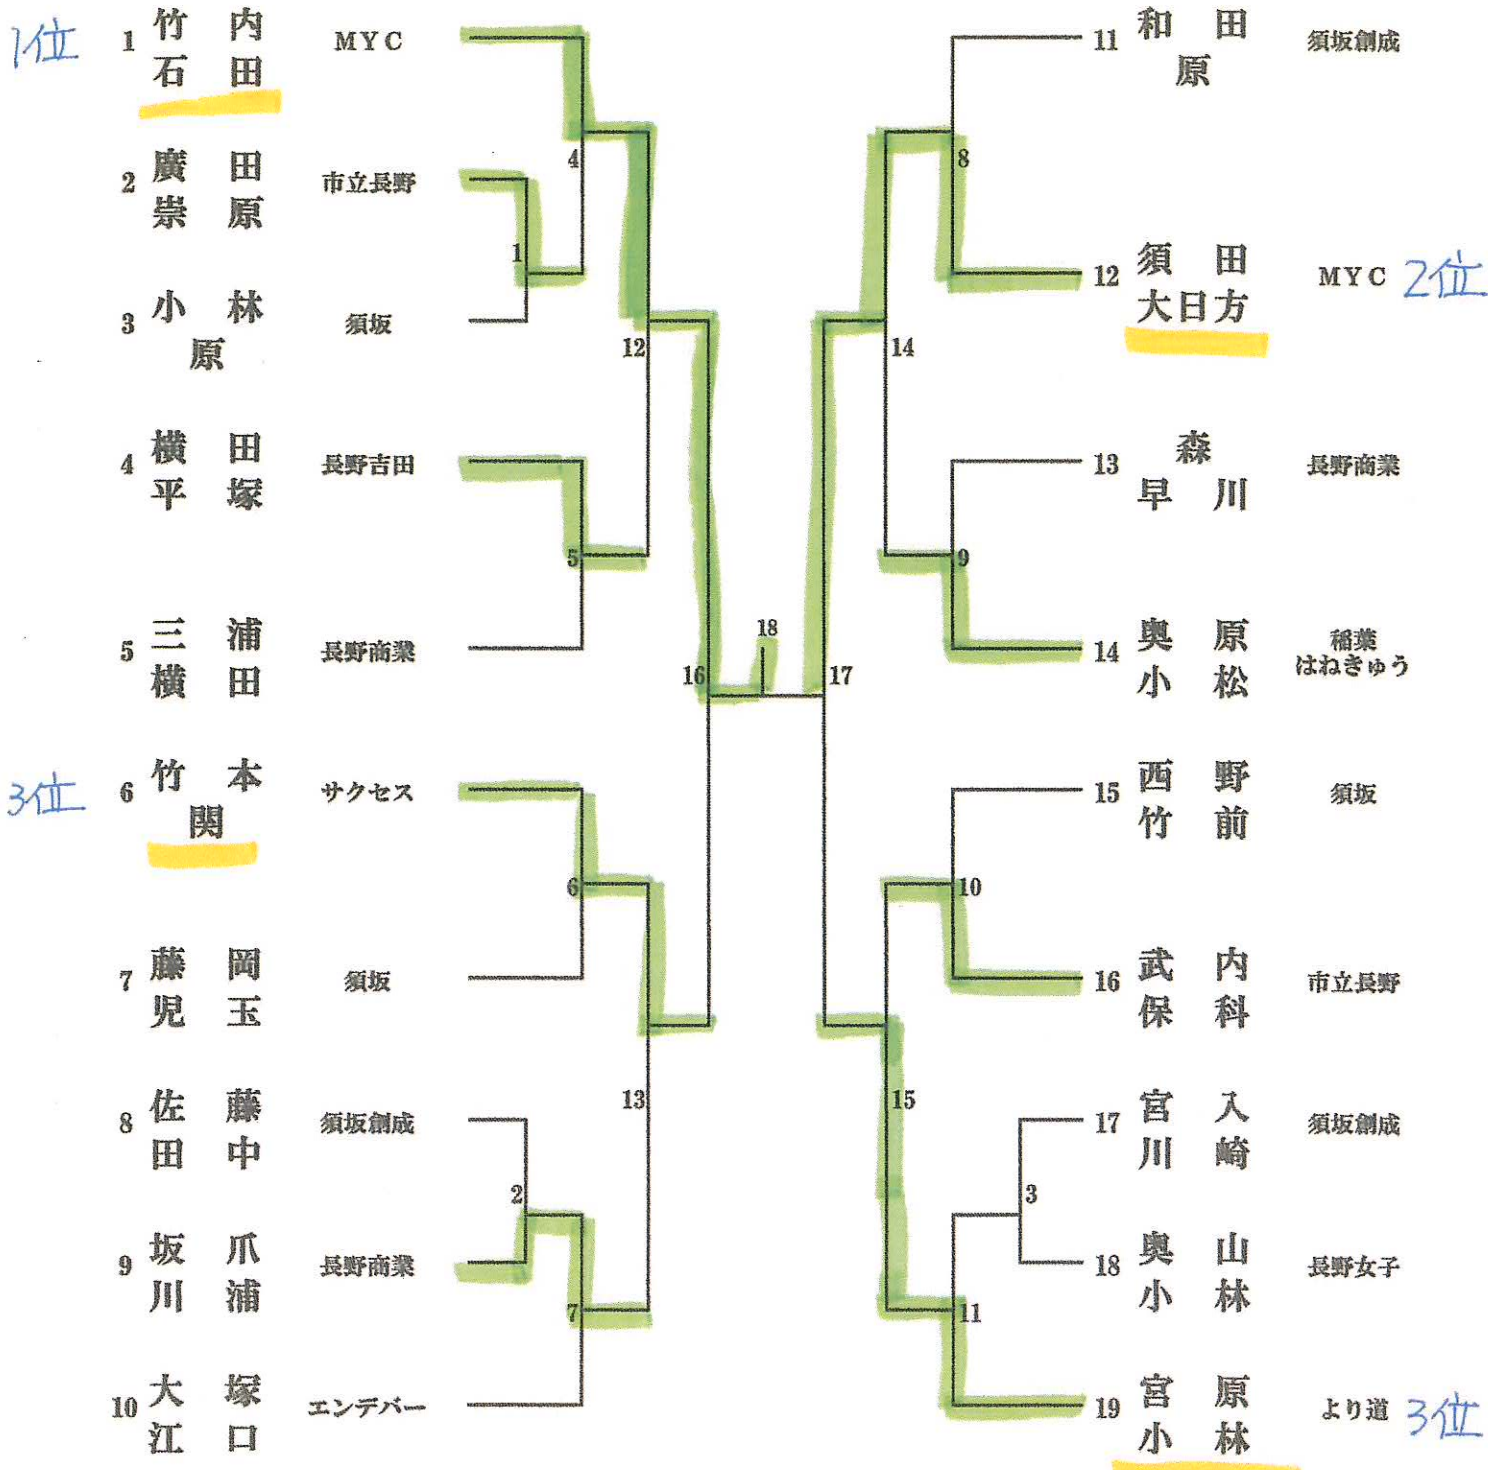 1位 1 竹内 MYC
石田
2 廣田 市立長野
崇原
3 小林 須坂
原
4 横田 長野吉田
平塚
5 三浦 長野商業
横田
3位 6 竹本 サクセス
関
7 藤岡 須坂
児玉
8 佐藤 須坂創成
田中
9 坂爪 長野商業
川浦
10 大塚 エンデバー
江口
4
1
12
5
16
6
13
2
7
18
8
14
9
17
10
15
3
11
11 和田 須坂創成
原
12 須田 MYC 2位
大日方
13 森 長野商業
早川
14 奥原 稲葉
小松 はねきゅう
15 西野 須坂
竹前
16 武内 市立長野
保科
17 宮入 須坂創成
川崎
18 奥山 長野女子
小林
19 宮原 より道 3位
小林